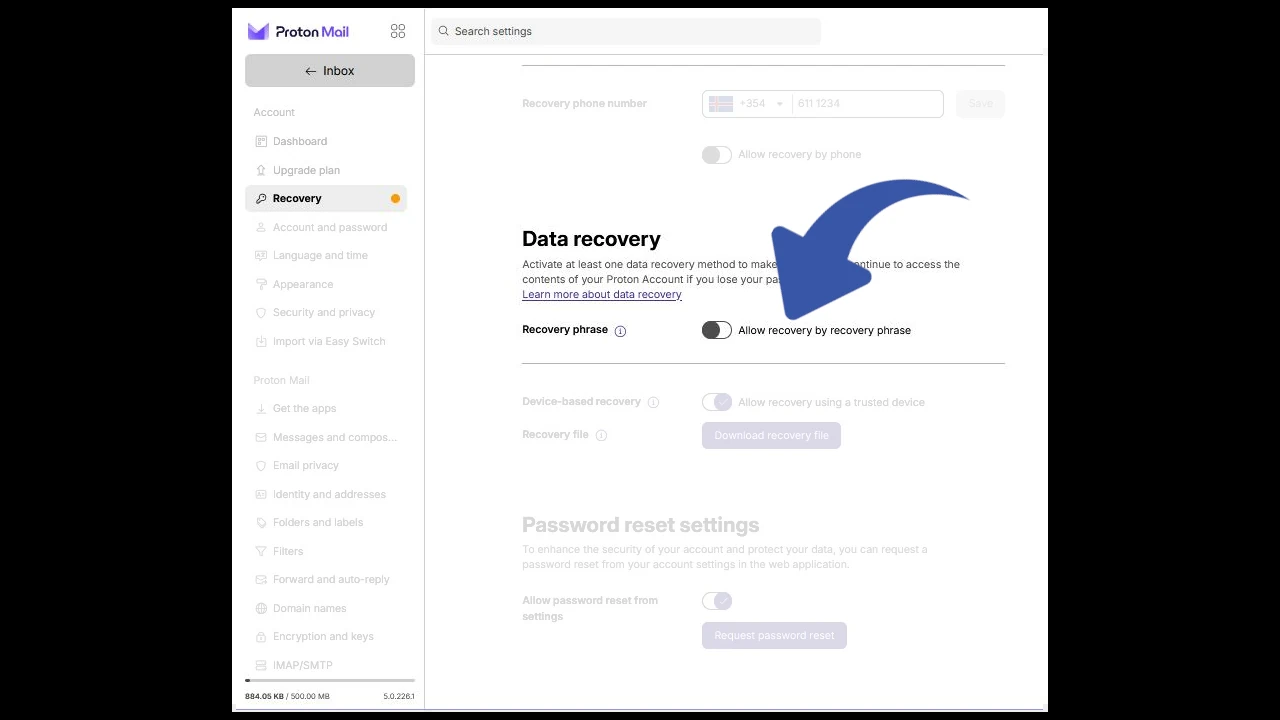 Proton Mail
Search settings
← Inbox
Account
Dashboard
Upgrade plan
Recovery
Account and password
Language and time
Appearance
Security and privacy
Import via Easy Switch
Proton Mail
Get the apps
Messages and compos...
Email privacy
Identity and addresses
Folders and labels
Filters
Forward and auto-reply
Domain names
Encryption and keys
IMAP/SMTP
884.05 KB / 500.00 MB 5.0.226.1
Recovery phone number +354 611 1234 Save
Allow recovery by phone
Data recovery
Activate at least one data recovery method to make ontinue to access the
contents of your Proton Account if you lose your pa
Learn more about data recovery
Recovery phrase Allow recovery by recovery phrase
Device-based recovery Allow recovery using a trusted device
Recovery file Download recovery file
Password reset settings
To enhance the security of your account and protect your data, you can request a
password reset from your account settings in the web application.
Allow password reset from
settings
Request password reset